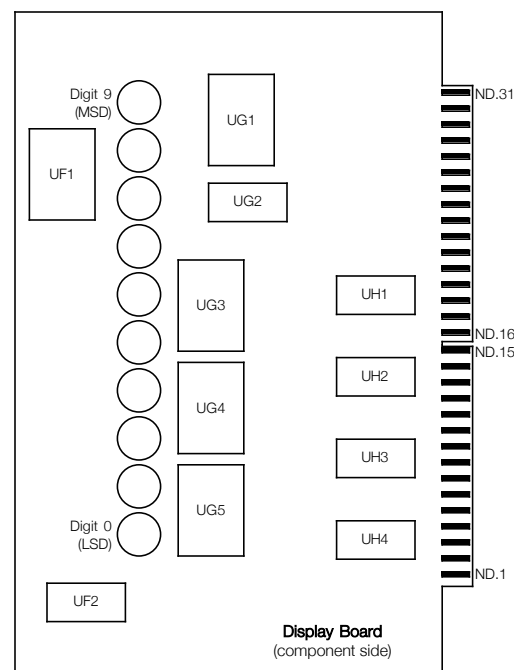 Digit 9
(MSD)
UG1
ND.31
UF1
UG2
UG3
UH1
ND.16
ND.15
UG4
UH2
UH3
UG5
Digit 0
(LSD)
UH4
ND.1
UF2
Display Board
(component side)